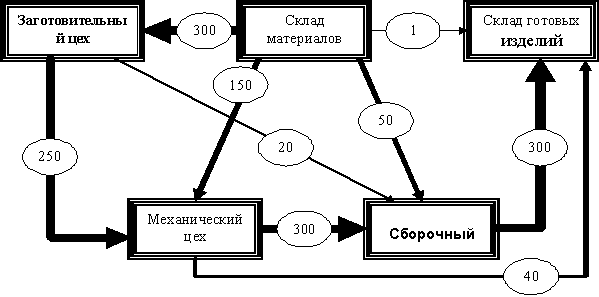 Заготовительны
й цех
300
Склад
материалов
1
Склад готовых
изделий
150
50
250
20
300
Механический
цех
300
Сборочный
40